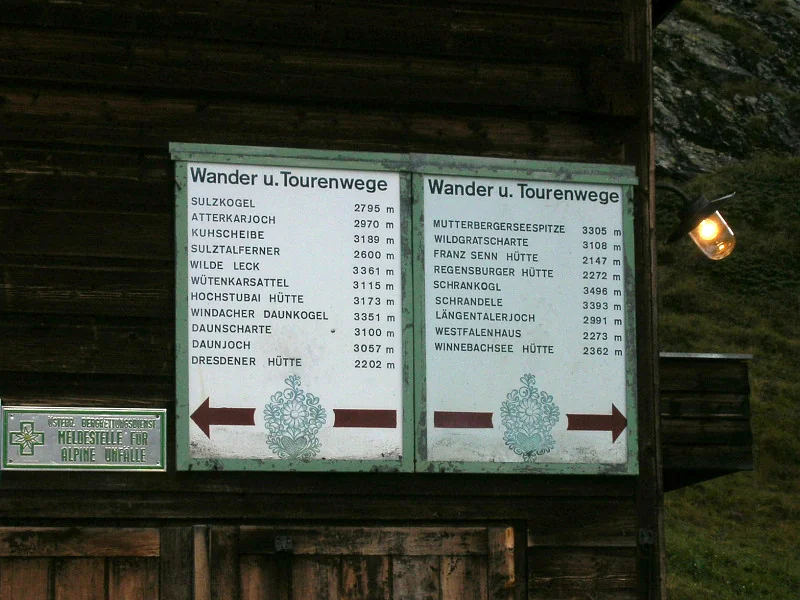 Wander u. Tourenwege
SULZKOGEL 2795 m
ATTERKARJOCH 2970 m
KUHSCHEIBE 3189 m
SULZTALFERNER 2600 m
WILDE LECK 3361 m
WÜTENKARSATTEL 3115 m
HOCHSTUBAI HÜTTE 3173 m
WINDACHER DAUNKOGEL 3351 m
DAUNSCHARTE 3100 m
DAUNJOCH 3057 m
DRESDENER HÜTTE 2202 m
Wander u. Tourenwege
MUTTERBERGERSEESPITZE 3305 m
WILDGRATSCHARTE 3108 m
FRANZ SENN HÜTTE 2147 m
REGENSBURGER HÜTTE 2272 m
SCHRANKOGL 3496 m
SCHRANDELE 3393 m
LÄNGENTALERJOCH 2991 m
WESTFALENHAUS 2273 m
WINNEBACHSEE HÜTTE 2362 m
ÖSTERR. BERGRETTUNGSDIENST
MELDESTELLE FÜR
ALPINE UNFÄLLE